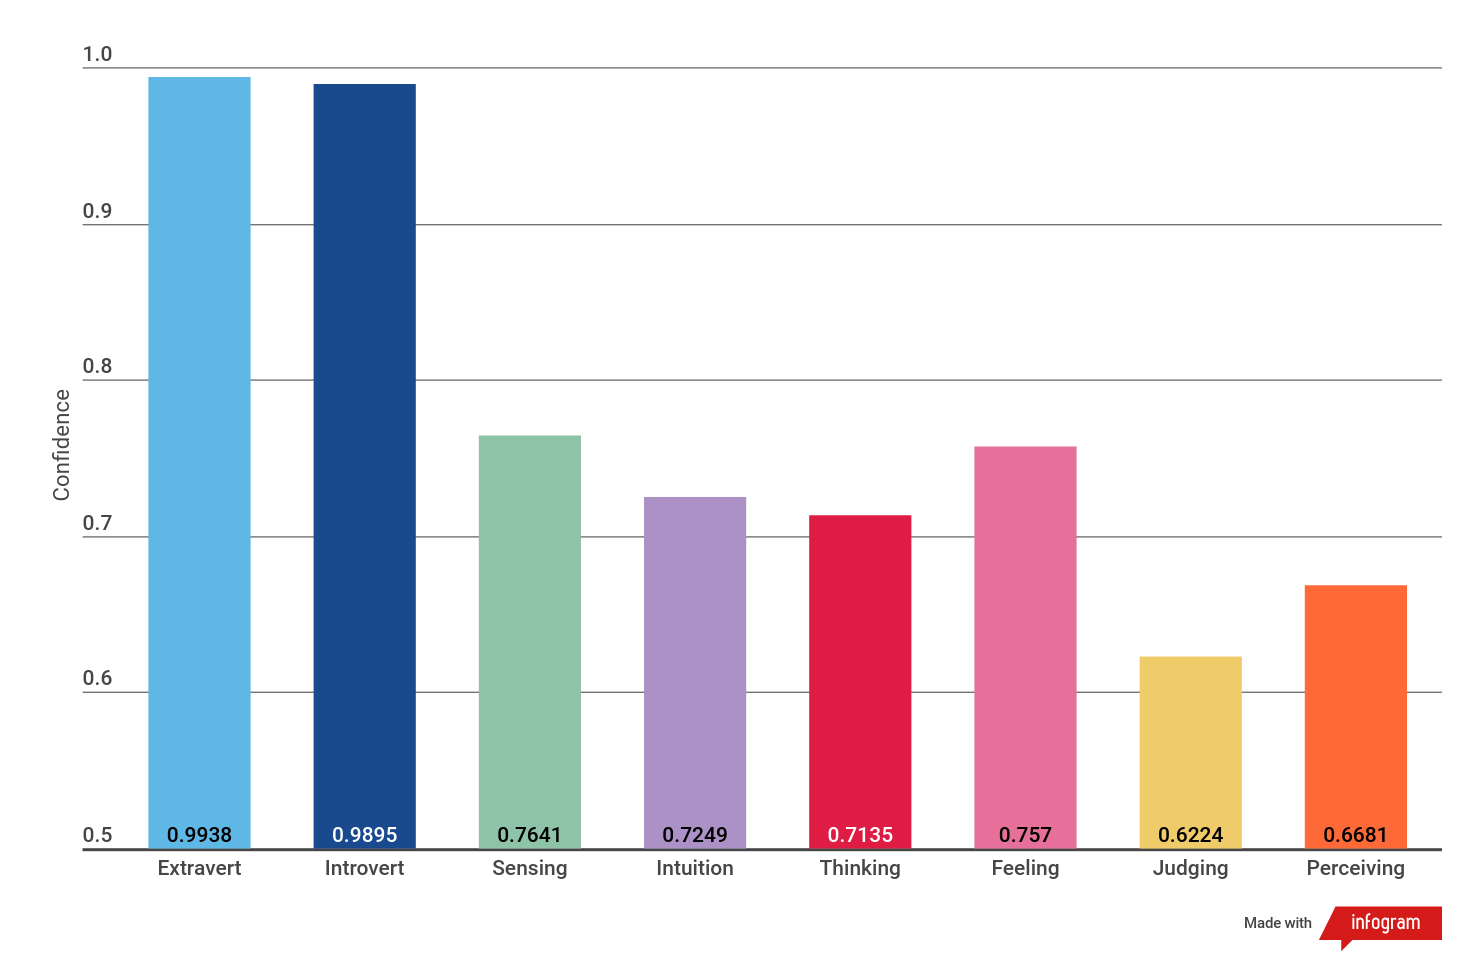 1.0
0.9
0.8
0.7
0.6
0.5
Confidence
0.9938 0.9895 0.7641 0.7249 0.7135 0.757 0.6224 0.6681
Extravert Introvert Sensing Intuition Thinking Feeling Judging Perceiving
Made with infogram